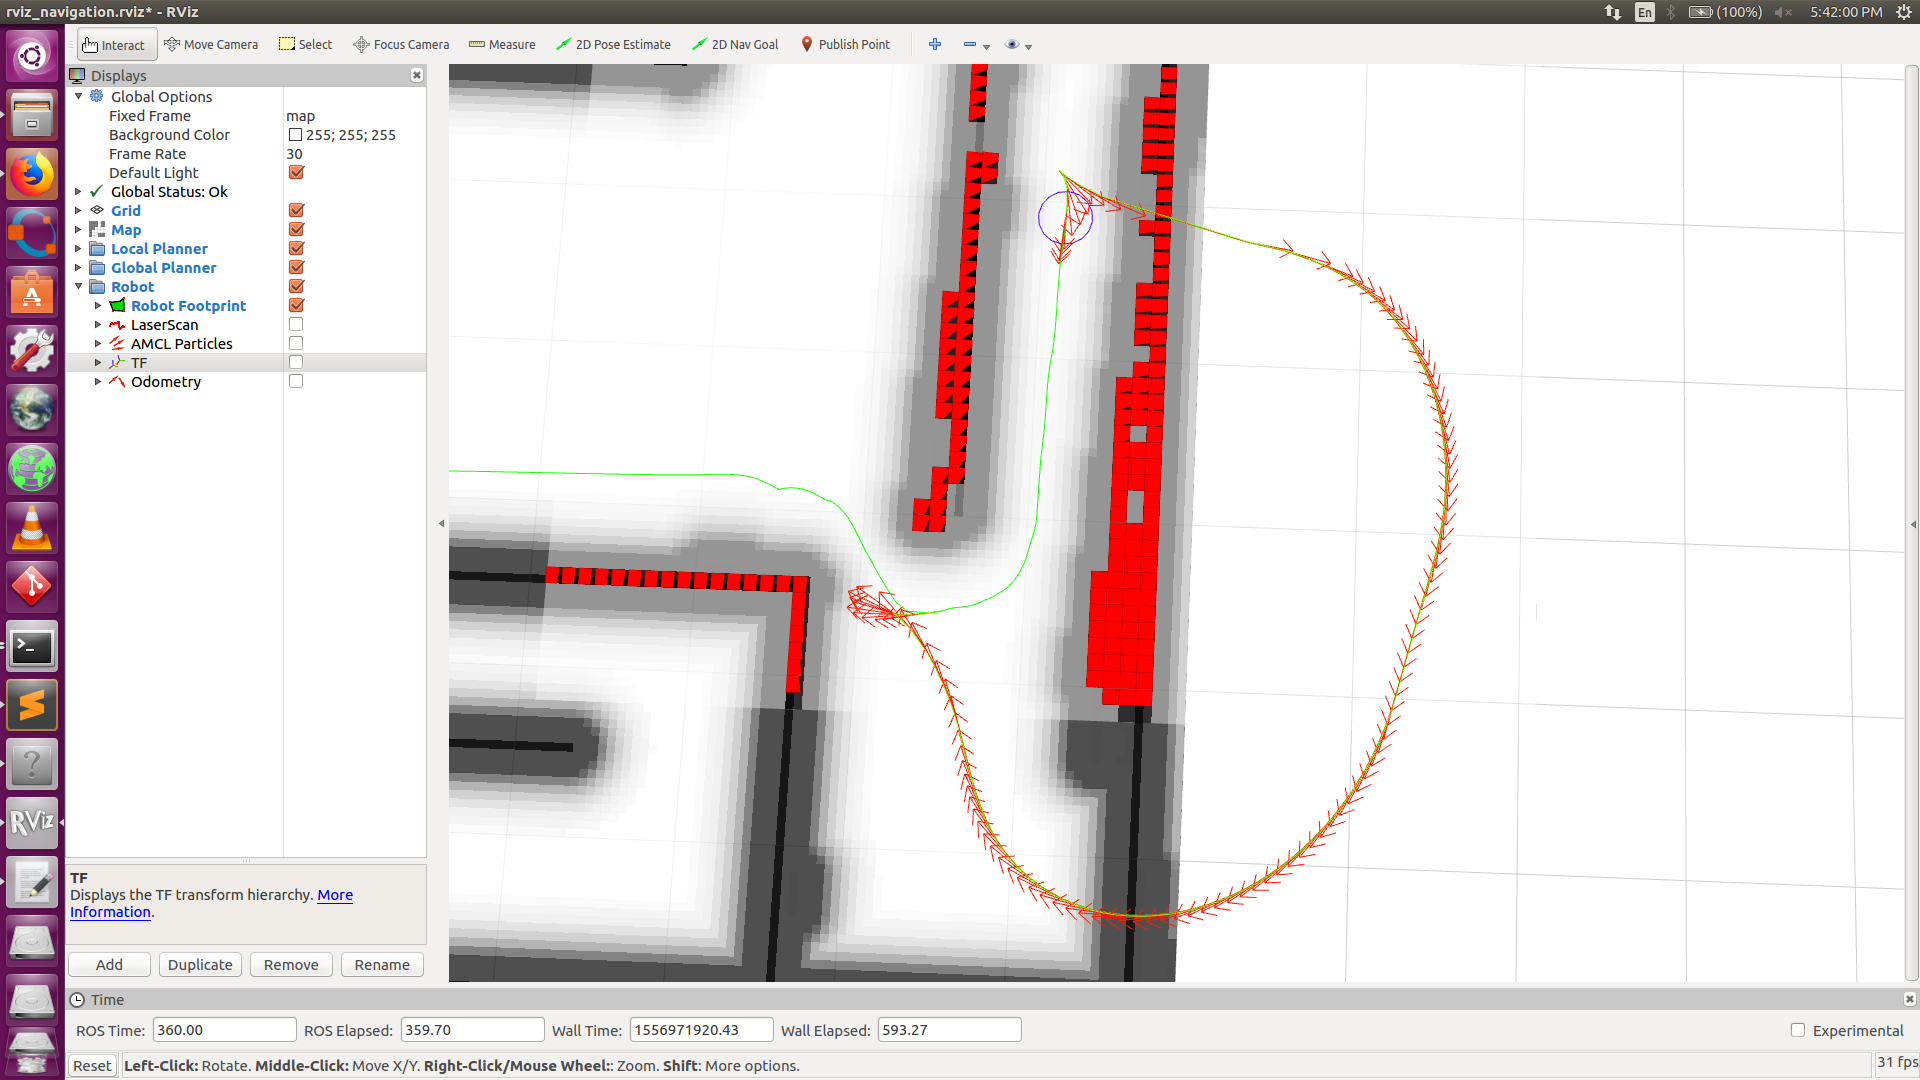 rviz_navigation.rviz* - RViz
En
(100%)
5:42:00 PM
Interact
Move Camera
Select
Focus Camera
Measure
2D Pose Estimate
2D Nav Goal
Publish Point
Displays
Global Options
Fixed Frame map
Background Color 255; 255; 255
Frame Rate 30
Default Light
Global Status: Ok
Grid
Map
Local Planner
Global Planner
Robot
Robot Footprint
LaserScan
AMCL Particles
TF
Odometry
RViz
TF
Displays the TF transform hierarchy. More
Information.
Add
Duplicate
Remove
Rename
Time
ROS Time: 360.00
ROS Elapsed: 359.70
Wall Time: 1556971920.43
Wall Elapsed: 593.27
Experimental
Reset
Left-Click: Rotate. Middle-Click: Move X/Y. Right-Click/Mouse Wheel:: Zoom. Shift: More options.
31 fps